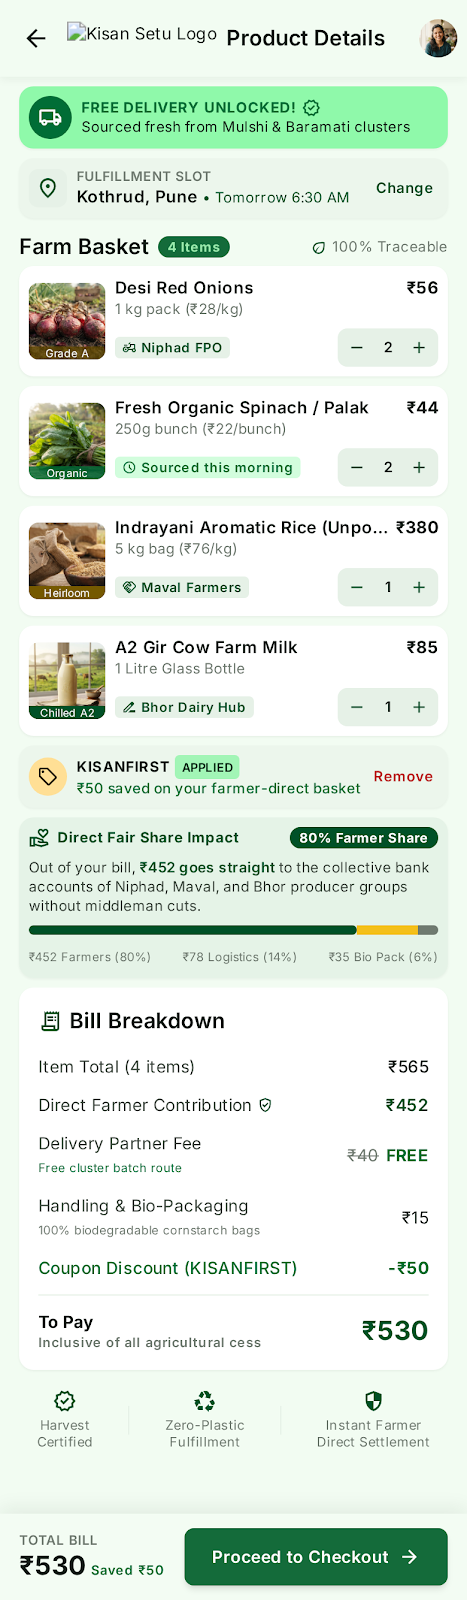 Kisan Setu Logo
Product Details
FREE DELIVERY UNLOCKED!
Sourced fresh from Mulshi & Baramati clusters
FULFILLMENT SLOT
Kothrud, Pune • Tomorrow 6:30 AM
Change
Farm Basket
4 Items
100% Traceable
Desi Red Onions
₹56
1 kg pack (₹28/kg)
Grade A
Niphad FPO
− 2 +
Fresh Organic Spinach / Palak
₹44
250g bunch (₹22/bunch)
Organic
Sourced this morning
− 2 +
Indrayani Aromatic Rice (Unpo...
₹380
5 kg bag (₹76/kg)
Heirloom
Maval Farmers
− 1 +
A2 Gir Cow Farm Milk
₹85
1 Litre Glass Bottle
Chilled A2
Bhor Dairy Hub
− 1 +
KISANFIRST
APPLIED
₹50 saved on your farmer-direct basket
Remove
Direct Fair Share Impact
80% Farmer Share
Out of your bill, ₹452 goes straight to the collective bank
accounts of Niphad, Maval, and Bhor producer groups
without middleman cuts.
₹452 Farmers (80%)
₹78 Logistics (14%)
₹35 Bio Pack (6%)
Bill Breakdown
Item Total (4 items)
₹565
Direct Farmer Contribution
₹452
Delivery Partner Fee
Free cluster batch route
₹40 FREE
Handling & Bio-Packaging
100% biodegradable cornstarch bags
₹15
Coupon Discount (KISANFIRST)
-₹50
To Pay
Inclusive of all agricultural cess
₹530
Harvest
Certified
Zero-Plastic
Fulfillment
Instant Farmer
Direct Settlement
TOTAL BILL
₹530 Saved ₹50
Proceed to Checkout →